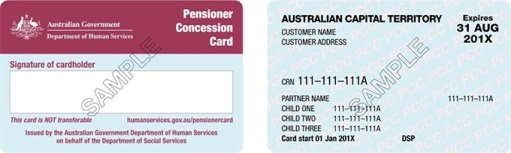 Australian Government
Department of Human Services
Pensioner
Concession
Card
Signature of cardholder
SAMPLE
This card is NOT transferable humanservices.gov.au/pensionercard
Issued by the Australian Government Department of Human Services
on behalf of the Department of Social Services
AUSTRALIAN CAPITAL TERRITORY
Expires
31 AUG
201X
CUSTOMER NAME
CUSTOMER ADDRESS
SAMPLE
CRN 111-111-111A
PARTNER NAME 111-111-111A
CHILD ONE 111-111-111A
CHILD TWO 111-111-111A
CHILD THREE 111-111-111A
Card start 01 Jan 201X DSP
PCC PCC PCC